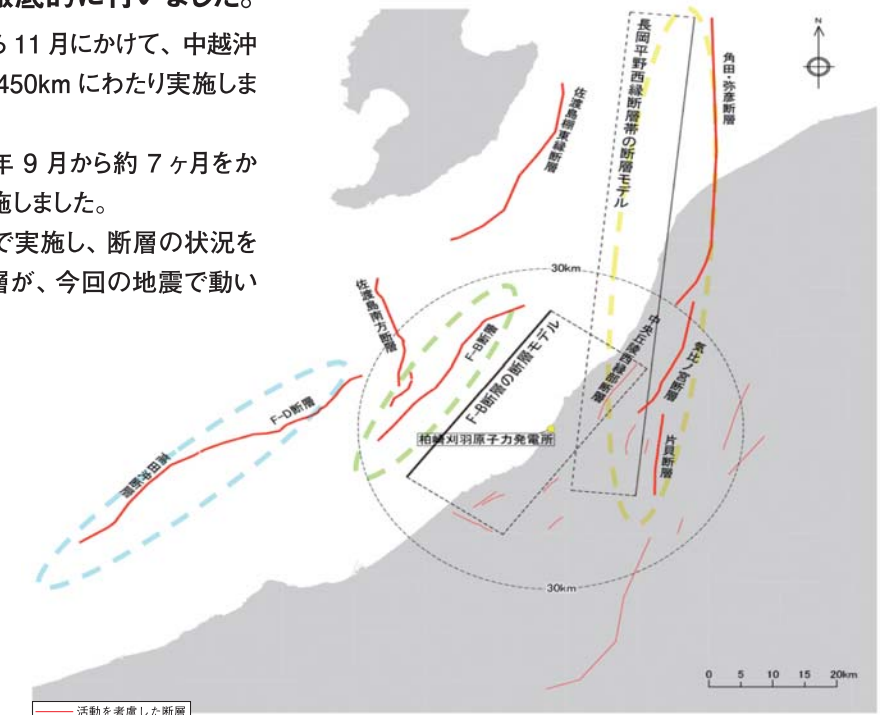 徹底的に行いました。
ら 11 月にかけて、中越沖
450km にわたり実施しま
年 9 月から約 7 ヶ月をか
施しました。
で実施し、断層の状況を
層が、今回の地震で動い
N
長岡平野西縁断層帯の断層モデル
角田・弥彦断層
佐渡島棚東縁断層
30km
佐渡島南方断層
F-B断層
F-B断層の断層モデル
中央丘陵西縁部断層
気比ノ宮断層
F-D断層
柏崎刈羽原子力発電所
片貝断層
高田沖断層
30km
0 5 10 15 20km
活動を考慮した断層